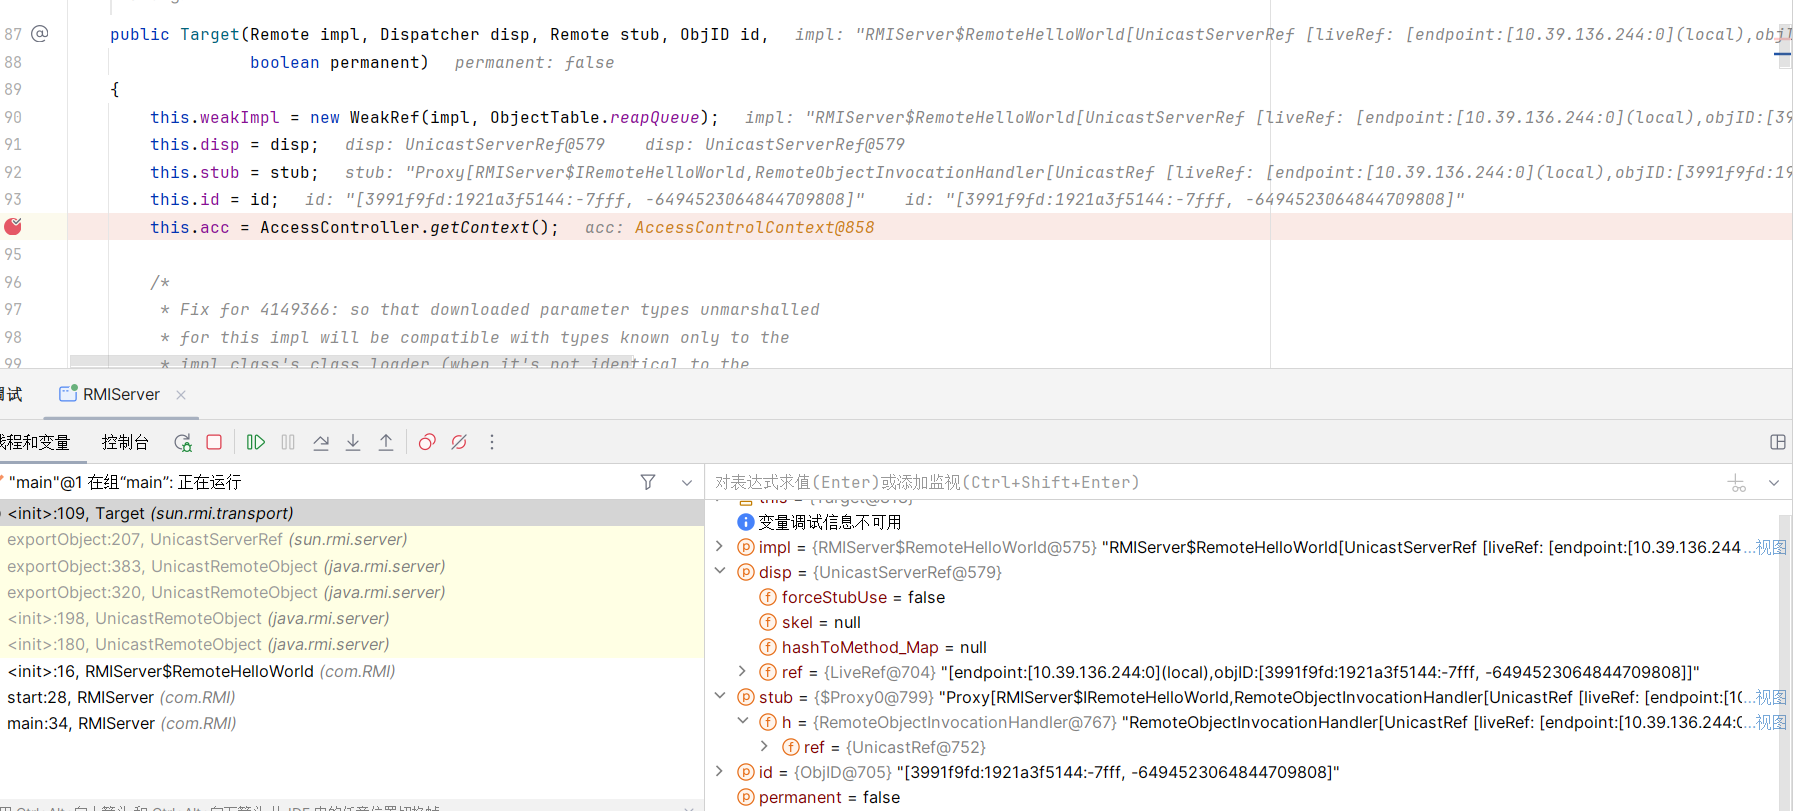 87 @ public Target(Remote impl, Dispatcher disp, Remote stub, ObjID id, impl: "RMIServer$RemoteHelloWorld[UnicastServerRef [liveRef: [endpoint:[10.39.136.244:0](local),obj
88 boolean permanent) permanent: false
89 {
90 this.weakImpl = new WeakRef(impl, ObjectTable.reapQueue); impl: "RMIServer$RemoteHelloWorld[UnicastServerRef [liveRef: [endpoint:[10.39.136.244:0](local),objID:[39
91 this.disp = disp; disp: UnicastServerRef@579 disp: UnicastServerRef@579
92 this.stub = stub; stub: "Proxy[RMIServer$IRemoteHelloWorld,RemoteObjectInvocationHandler[UnicastRef [liveRef: [endpoint:[10.39.136.244:0](local),objID:[3991f9fd:19
93 this.id = id; id: "[3991f9fd:1921a3f5144:-7fff, -6494523064844709808]" id: "[3991f9fd:1921a3f5144:-7fff, -6494523064844709808]"
this.acc = AccessController.getContext(); acc: AccessControlContext@858
95
96 /*
97 * Fix for 4149366: so that downloaded parameter types unmarshalled
98 * for this impl will be compatible with types known only to the
99 * impl class's class loader (when it's not identical to the
调试 RMIServer ×
线程和变量 控制台
"main"@1 在组“main”: 正在运行
<init>:109, Target (sun.rmi.transport)
exportObject:207, UnicastServerRef (sun.rmi.server)
exportObject:383, UnicastRemoteObject (java.rmi.server)
exportObject:320, UnicastRemoteObject (java.rmi.server)
<init>:198, UnicastRemoteObject (java.rmi.server)
<init>:180, UnicastRemoteObject (java.rmi.server)
<init>:16, RMIServer$RemoteHelloWorld (com.RMI)
start:28, RMIServer (com.RMI)
main:34, RMIServer (com.RMI)
对表达式求值(Enter)或添加监视(Ctrl+Shift+Enter)
变量调试信息不可用
impl = {RMIServer$RemoteHelloWorld@575} "RMIServer$RemoteHelloWorld[UnicastServerRef [liveRef: [endpoint:[10.39.136.244 ...视图
disp = {UnicastServerRef@579}
forceStubUse = false
skel = null
hashToMethod_Map = null
ref = {LiveRef@704} "[endpoint:[10.39.136.244:0](local),objID:[3991f9fd:1921a3f5144:-7fff, -6494523064844709808]]"
stub = {$Proxy0@799} "Proxy[RMIServer$IRemoteHelloWorld,RemoteObjectInvocationHandler[UnicastRef [liveRef: [endpoint:[1( ...视图
h = {RemoteObjectInvocationHandler@767} "RemoteObjectInvocationHandler[UnicastRef [liveRef: [endpoint:[10.39.136.244:0 ...视图
ref = {UnicastRef@752}
id = {ObjID@705} "[3991f9fd:1921a3f5144:-7fff, -6494523064844709808]"
permanent = false